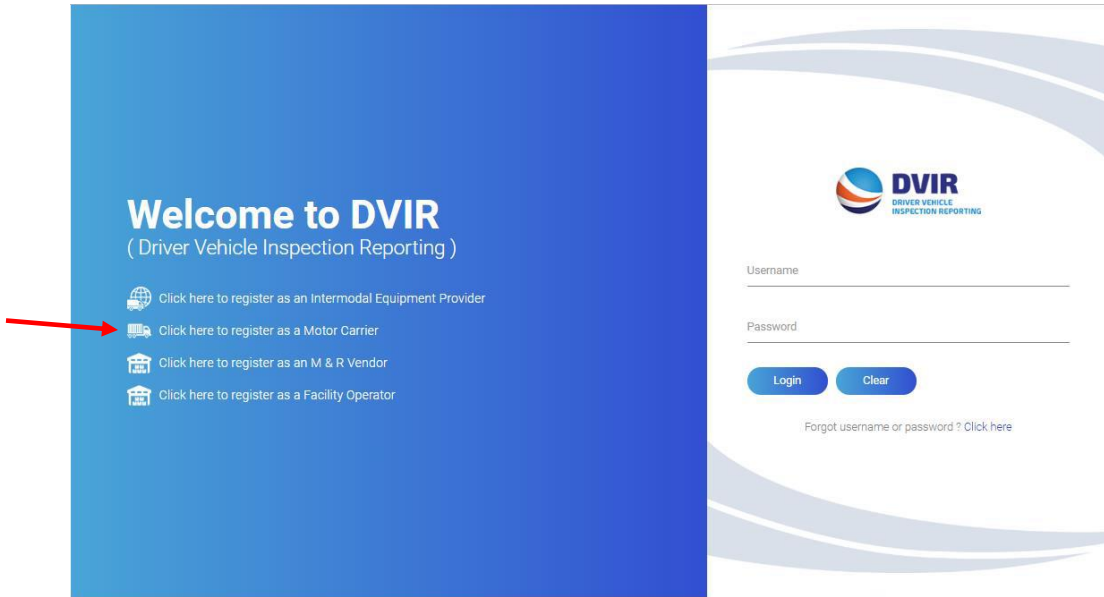 Welcome to DVIR
( Driver Vehicle Inspection Reporting )
Click here to register as an Intermodal Equipment Provider
Click here to register as a Motor Carrier
Click here to register as an M & R Vendor
Click here to register as a Facility Operator
DVIR
DRIVER VEHICLE
INSPECTION REPORTING
Username
Password
Login
Clear
Forgot username or password ? Click here